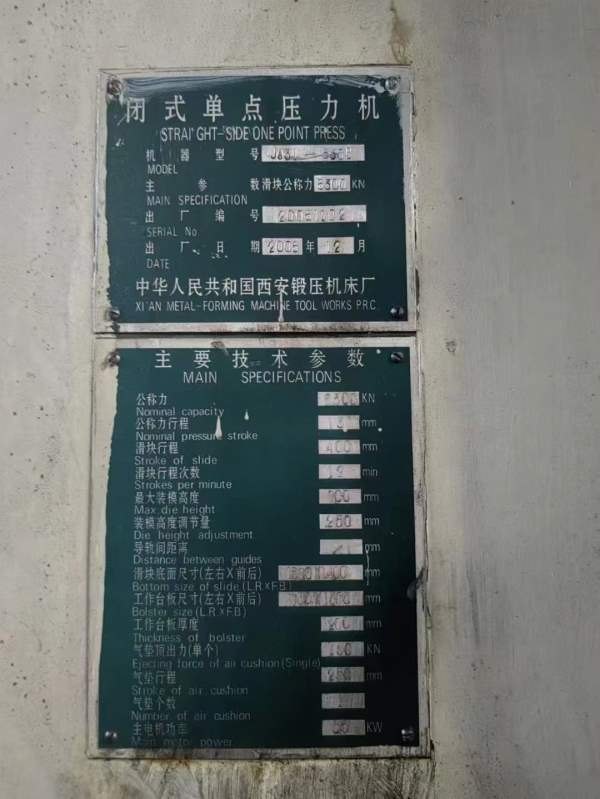 闭式单点压力机
STRAIGHT-SIDE ONE POINT PRESS
机器型号
MODEL
主参数 滑块公称力 6300 KN
MAIN SPECIFICATION
出厂编号
SERIAL No
出厂日期 2005 年 12 月
DATE
中华人民共和国西安锻压机床厂
XI'AN METAL-FORMING MACHINE TOOL WORKS P.R.C.
主要技术参数
MAIN SPECIFICATIONS
公称力 6300 KN
Nominal capacity
公称力行程 13 mm
Nominal pressure stroke
滑块行程 400 mm
Stroke of slide
滑块行程次数 12 min
Strokes per minute
最大装模高度 mm
Max.die height
装模高度调节量 250 mm
Die height adjustment
导轨间距离 mm
Distance between guides
滑块底面尺寸(左右X前后) mm
Bottom size of slide (L.R.×F.B.)
工作台板尺寸(左右X前后) mm
Bolster size (L.R.×F.B.)
工作台板厚度 mm
Thickness of bolster
气垫顶出力(单个) KN
Ejecting force of air cushion (Single)
气垫行程 mm
Stroke of air cushion
气垫个数
Number of air cushion
主电机功率 KW
Main motor power